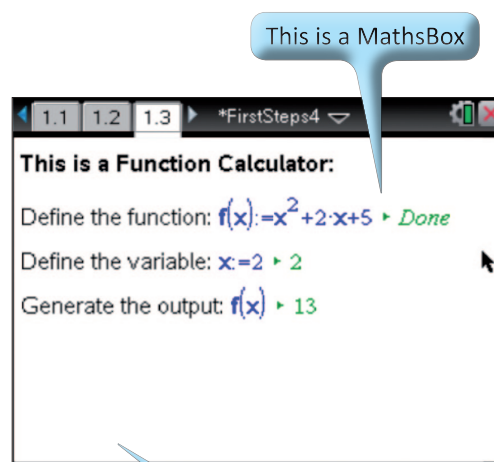 This is a MathsBox
1.1 1.2 1.3 *FirstSteps4
This is a Function Calculator:
Define the function: f(x):=x²+2·x+5 ▸ Done
Define the variable: x:=2 ▸ 2
Generate the output: f(x) ▸ 13